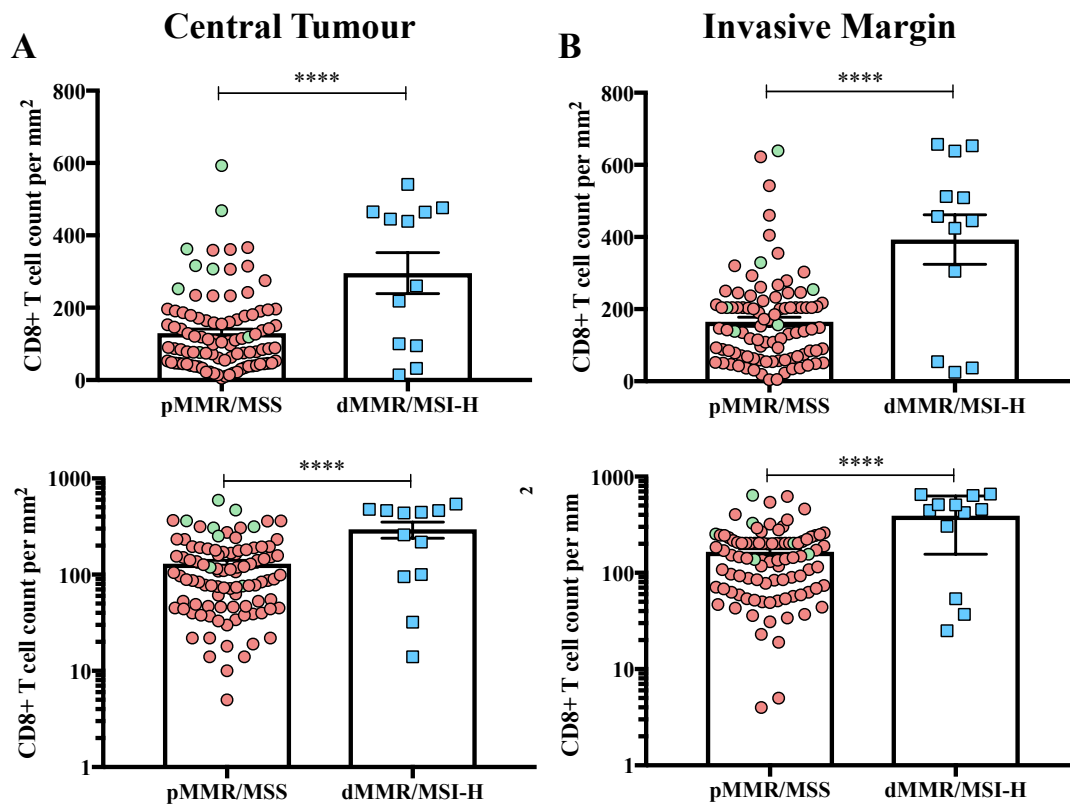 Central Tumour
Invasive Margin
A
B
****
****
CD8+ T cell count per mm²
800
600
400
200
0
pMMR/MSS
dMMR/MSI-H
CD8+ T cell count per mm²
800
600
400
200
0
pMMR/MSS
dMMR/MSI-H
****
CD8+ T cell count per mm²
1000
100
10
1
pMMR/MSS
dMMR/MSI-H
****
2
CD8+ T cell count per mm
1000
100
10
1
pMMR/MSS
dMMR/MSI-H